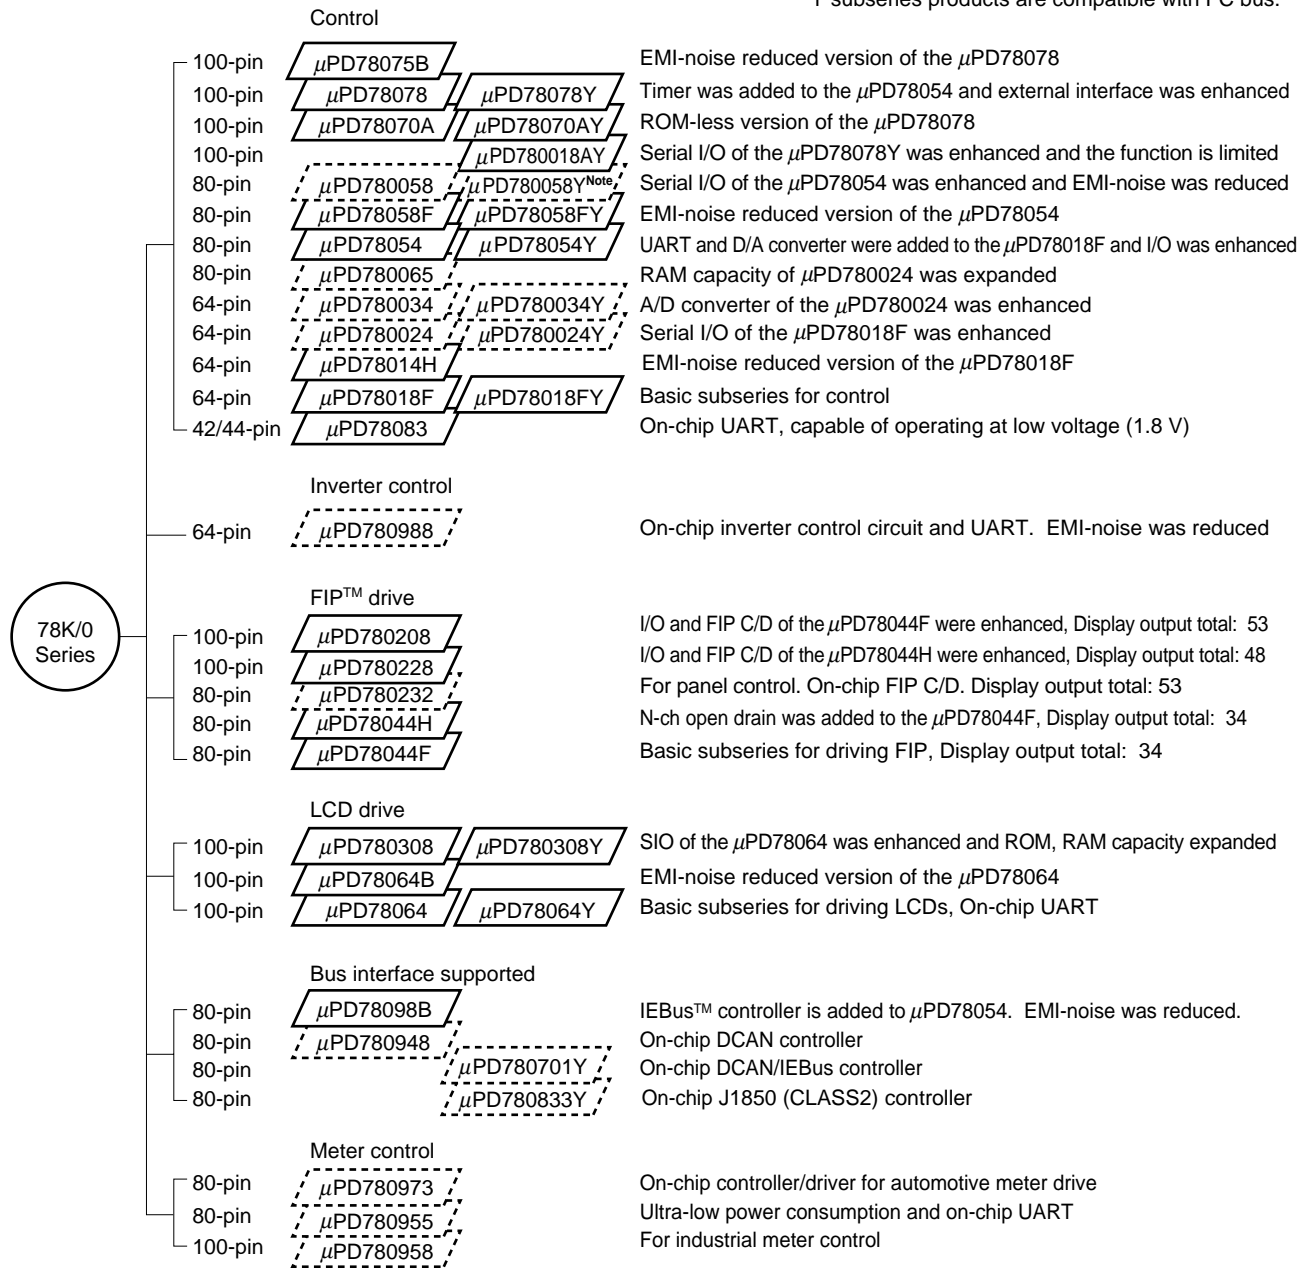 Y subseries products are compatible with I²C bus.
Control
100-pin μPD78075B EMI-noise reduced version of the μPD78078
100-pin μPD78078 μPD78078Y Timer was added to the μPD78054 and external interface was enhanced
100-pin μPD78070A μPD78070AY ROM-less version of the μPD78078
100-pin μPD780018AY Serial I/O of the μPD78078Y was enhanced and the function is limited
80-pin μPD780058 μPD780058Y Note Serial I/O of the μPD78054 was enhanced and EMI-noise was reduced
80-pin μPD78058F μPD78058FY EMI-noise reduced version of the μPD78054
80-pin μPD78054 μPD78054Y UART and D/A converter were added to the μPD78018F and I/O was enhanced
80-pin μPD780065 RAM capacity of μPD780024 was expanded
64-pin μPD780034 μPD780034Y A/D converter of the μPD780024 was enhanced
64-pin μPD780024 μPD780024Y Serial I/O of the μPD78018F was enhanced
64-pin μPD78014H EMI-noise reduced version of the μPD78018F
64-pin μPD78018F μPD78018FY Basic subseries for control
42/44-pin μPD78083 On-chip UART, capable of operating at low voltage (1.8 V)
Inverter control
64-pin μPD780988 On-chip inverter control circuit and UART. EMI-noise was reduced
78K/0
Series
FIP™ drive
100-pin μPD780208 I/O and FIP C/D of the μPD78044F were enhanced, Display output total: 53
100-pin μPD780228 I/O and FIP C/D of the μPD78044H were enhanced, Display output total: 48
80-pin μPD780232 For panel control. On-chip FIP C/D. Display output total: 53
80-pin μPD78044H N-ch open drain was added to the μPD78044F, Display output total: 34
80-pin μPD78044F Basic subseries for driving FIP, Display output total: 34
LCD drive
100-pin μPD780308 μPD780308Y SIO of the μPD78064 was enhanced and ROM, RAM capacity expanded
100-pin μPD78064B EMI-noise reduced version of the μPD78064
100-pin μPD78064 μPD78064Y Basic subseries for driving LCDs, On-chip UART
Bus interface supported
80-pin μPD78098B IEBus™ controller is added to μPD78054. EMI-noise was reduced.
80-pin μPD780948 On-chip DCAN controller
80-pin μPD780701Y On-chip DCAN/IEBus controller
80-pin μPD780833Y On-chip J1850 (CLASS2) controller
Meter control
80-pin μPD780973 On-chip controller/driver for automotive meter drive
80-pin μPD780955 Ultra-low power consumption and on-chip UART
100-pin μPD780958 For industrial meter control